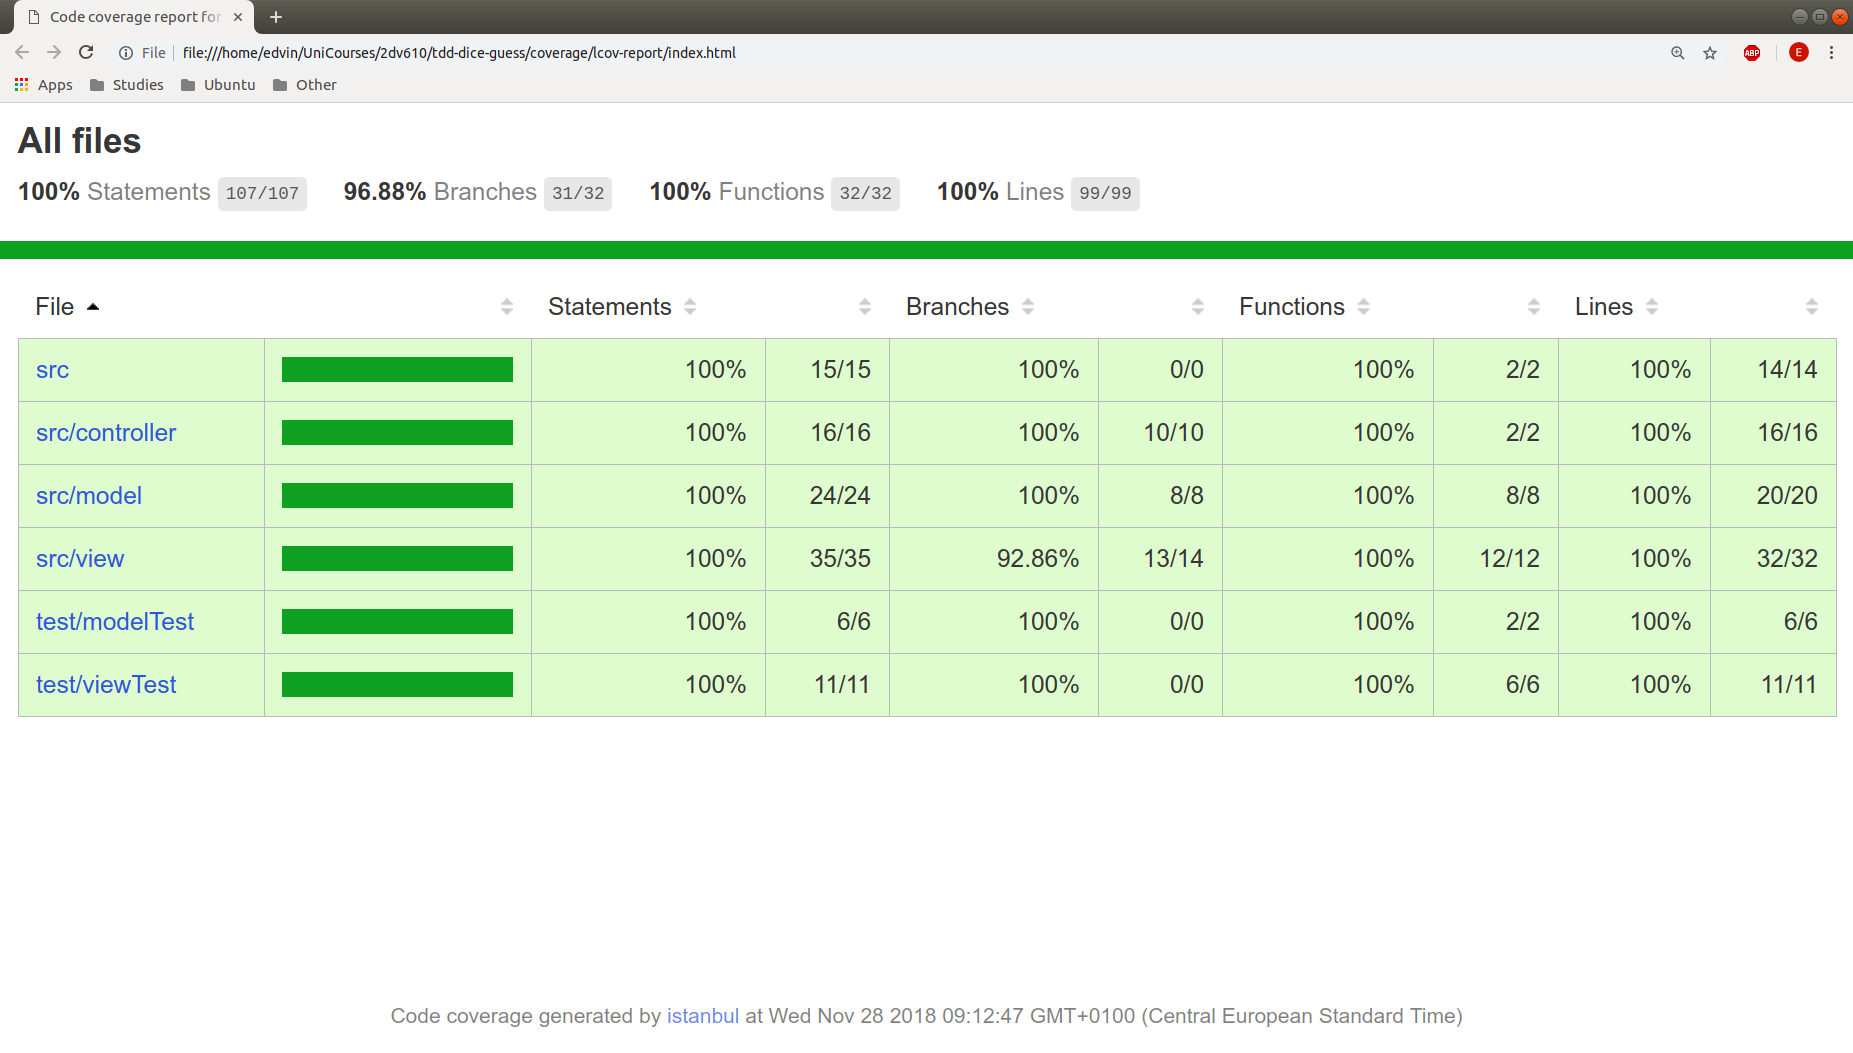 Code coverage report for
File file:///home/edvin/UniCourses/2dv610/tdd-dice-guess/coverage/lcov-report/index.html ABP E
Apps Studies Ubuntu Other
All files
100% Statements 107/107 96.88% Branches 31/32 100% Functions 32/32 100% Lines 99/99
File Statements Branches Functions Lines
src 100% 15/15 100% 0/0 100% 2/2 100% 14/14
src/controller 100% 16/16 100% 10/10 100% 2/2 100% 16/16
src/model 100% 24/24 100% 8/8 100% 8/8 100% 20/20
src/view 100% 35/35 92.86% 13/14 100% 12/12 100% 32/32
test/modelTest 100% 6/6 100% 0/0 100% 2/2 100% 6/6
test/viewTest 100% 11/11 100% 0/0 100% 6/6 100% 11/11
Code coverage generated by istanbul at Wed Nov 28 2018 09:12:47 GMT+0100 (Central European Standard Time)